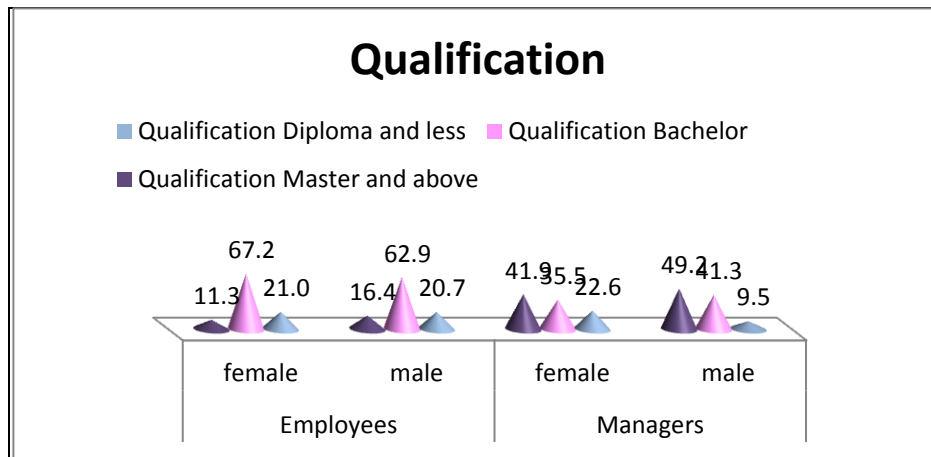 Qualification
Qualification Diploma and less Qualification Bachelor
Qualification Master and above
11.3 67.2 21.0 16.4 62.9 20.7 41.9 35.5 22.6 49.2 41.3 9.5
female male female male
Employees Managers